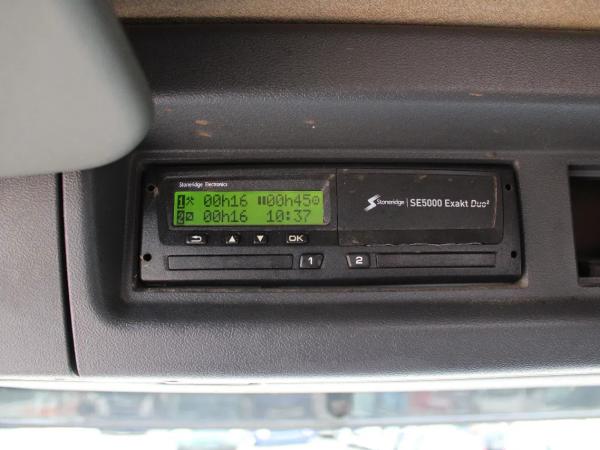 Stoneridge Electronics
1 00h16 00h45
2 00h16 10:37
OK
Stoneridge SE5000 Exakt Duo²
1 2